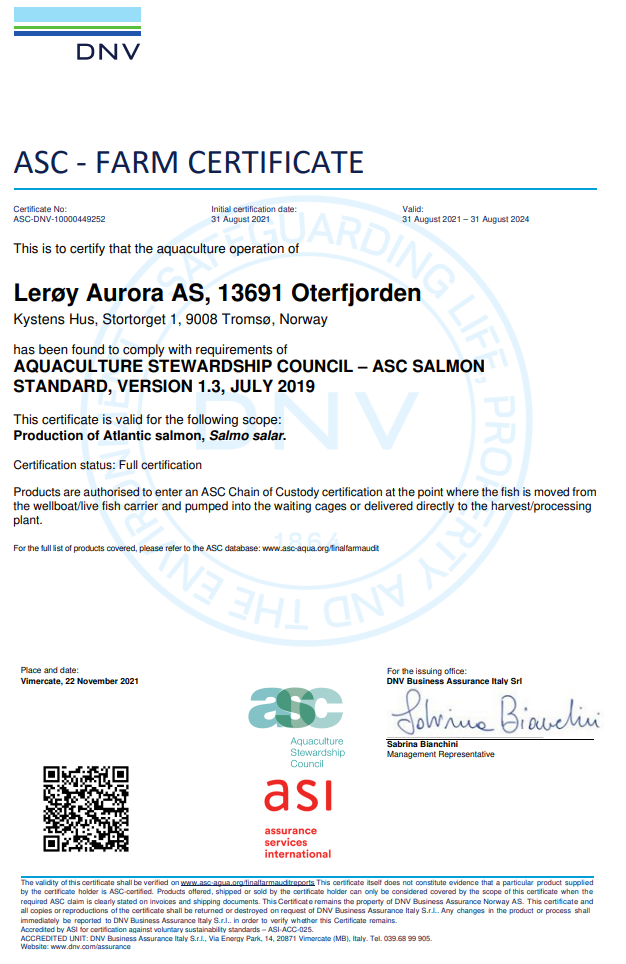 DNV
ASC - FARM CERTIFICATE
Certificate No:
ASC-DNV-10000449252
Initial certification date:
31 August 2021
Valid:
31 August 2021 – 31 August 2024
This is to certify that the aquaculture operation of
Lerøy Aurora AS, 13691 Oterfjorden
Kystens Hus, Stortorget 1, 9008 Tromsø, Norway
has been found to comply with requirements of
AQUACULTURE STEWARDSHIP COUNCIL – ASC SALMON
STANDARD, VERSION 1.3, JULY 2019
This certificate is valid for the following scope:
Production of Atlantic salmon, Salmo salar.
Certification status: Full certification
Products are authorised to enter an ASC Chain of Custody certification at the point where the fish is moved from
the wellboat/live fish carrier and pumped into the waiting cages or delivered directly to the harvest/processing
plant.
For the full list of products covered, please refer to the ASC database: www.asc-aqua.org/finalfarmaudit
SAFEGUARDING LIFE, PROPERTY AND THE ENVIRONMENT
DNV
1864
Place and date:
Vimercate, 22 November 2021
For the issuing office:
DNV Business Assurance Italy Srl
Sabrina Bianchini
Sabrina Bianchini
Management Representative
asc
Aquaculture
Stewardship
Council
asi
assurance
services
international
The validity of this certificate shall be verified on www.asc-aqua.org/finalfarmauditreports This certificate itself does not constitute evidence that a particular product supplied
by the certificate holder is ASC-certified. Products offered, shipped or sold by the certificate holder can only be considered covered by the scope of this certificate when the
required ASC claim is clearly stated on invoices and shipping documents. This Certificate remains the property of DNV Business Assurance Norway AS. This certificate and
all copies or reproductions of the certificate shall be returned or destroyed on request of DNV Business Assurance Italy S.r.l.. Any changes in the product or process shall
immediately be reported to DNV Business Assurance Italy S.r.l.. in order to verify whether this Certificate remains.
Accredited by ASI for certification against voluntary sustainability standards – ASI-ACC-025.
ACCREDITED UNIT: DNV Business Assurance Italy S.r.l., Via Energy Park, 14, 20871 Vimercate (MB), Italy. Tel. 039.68 99 905.
Website: www.dnv.com/assurance